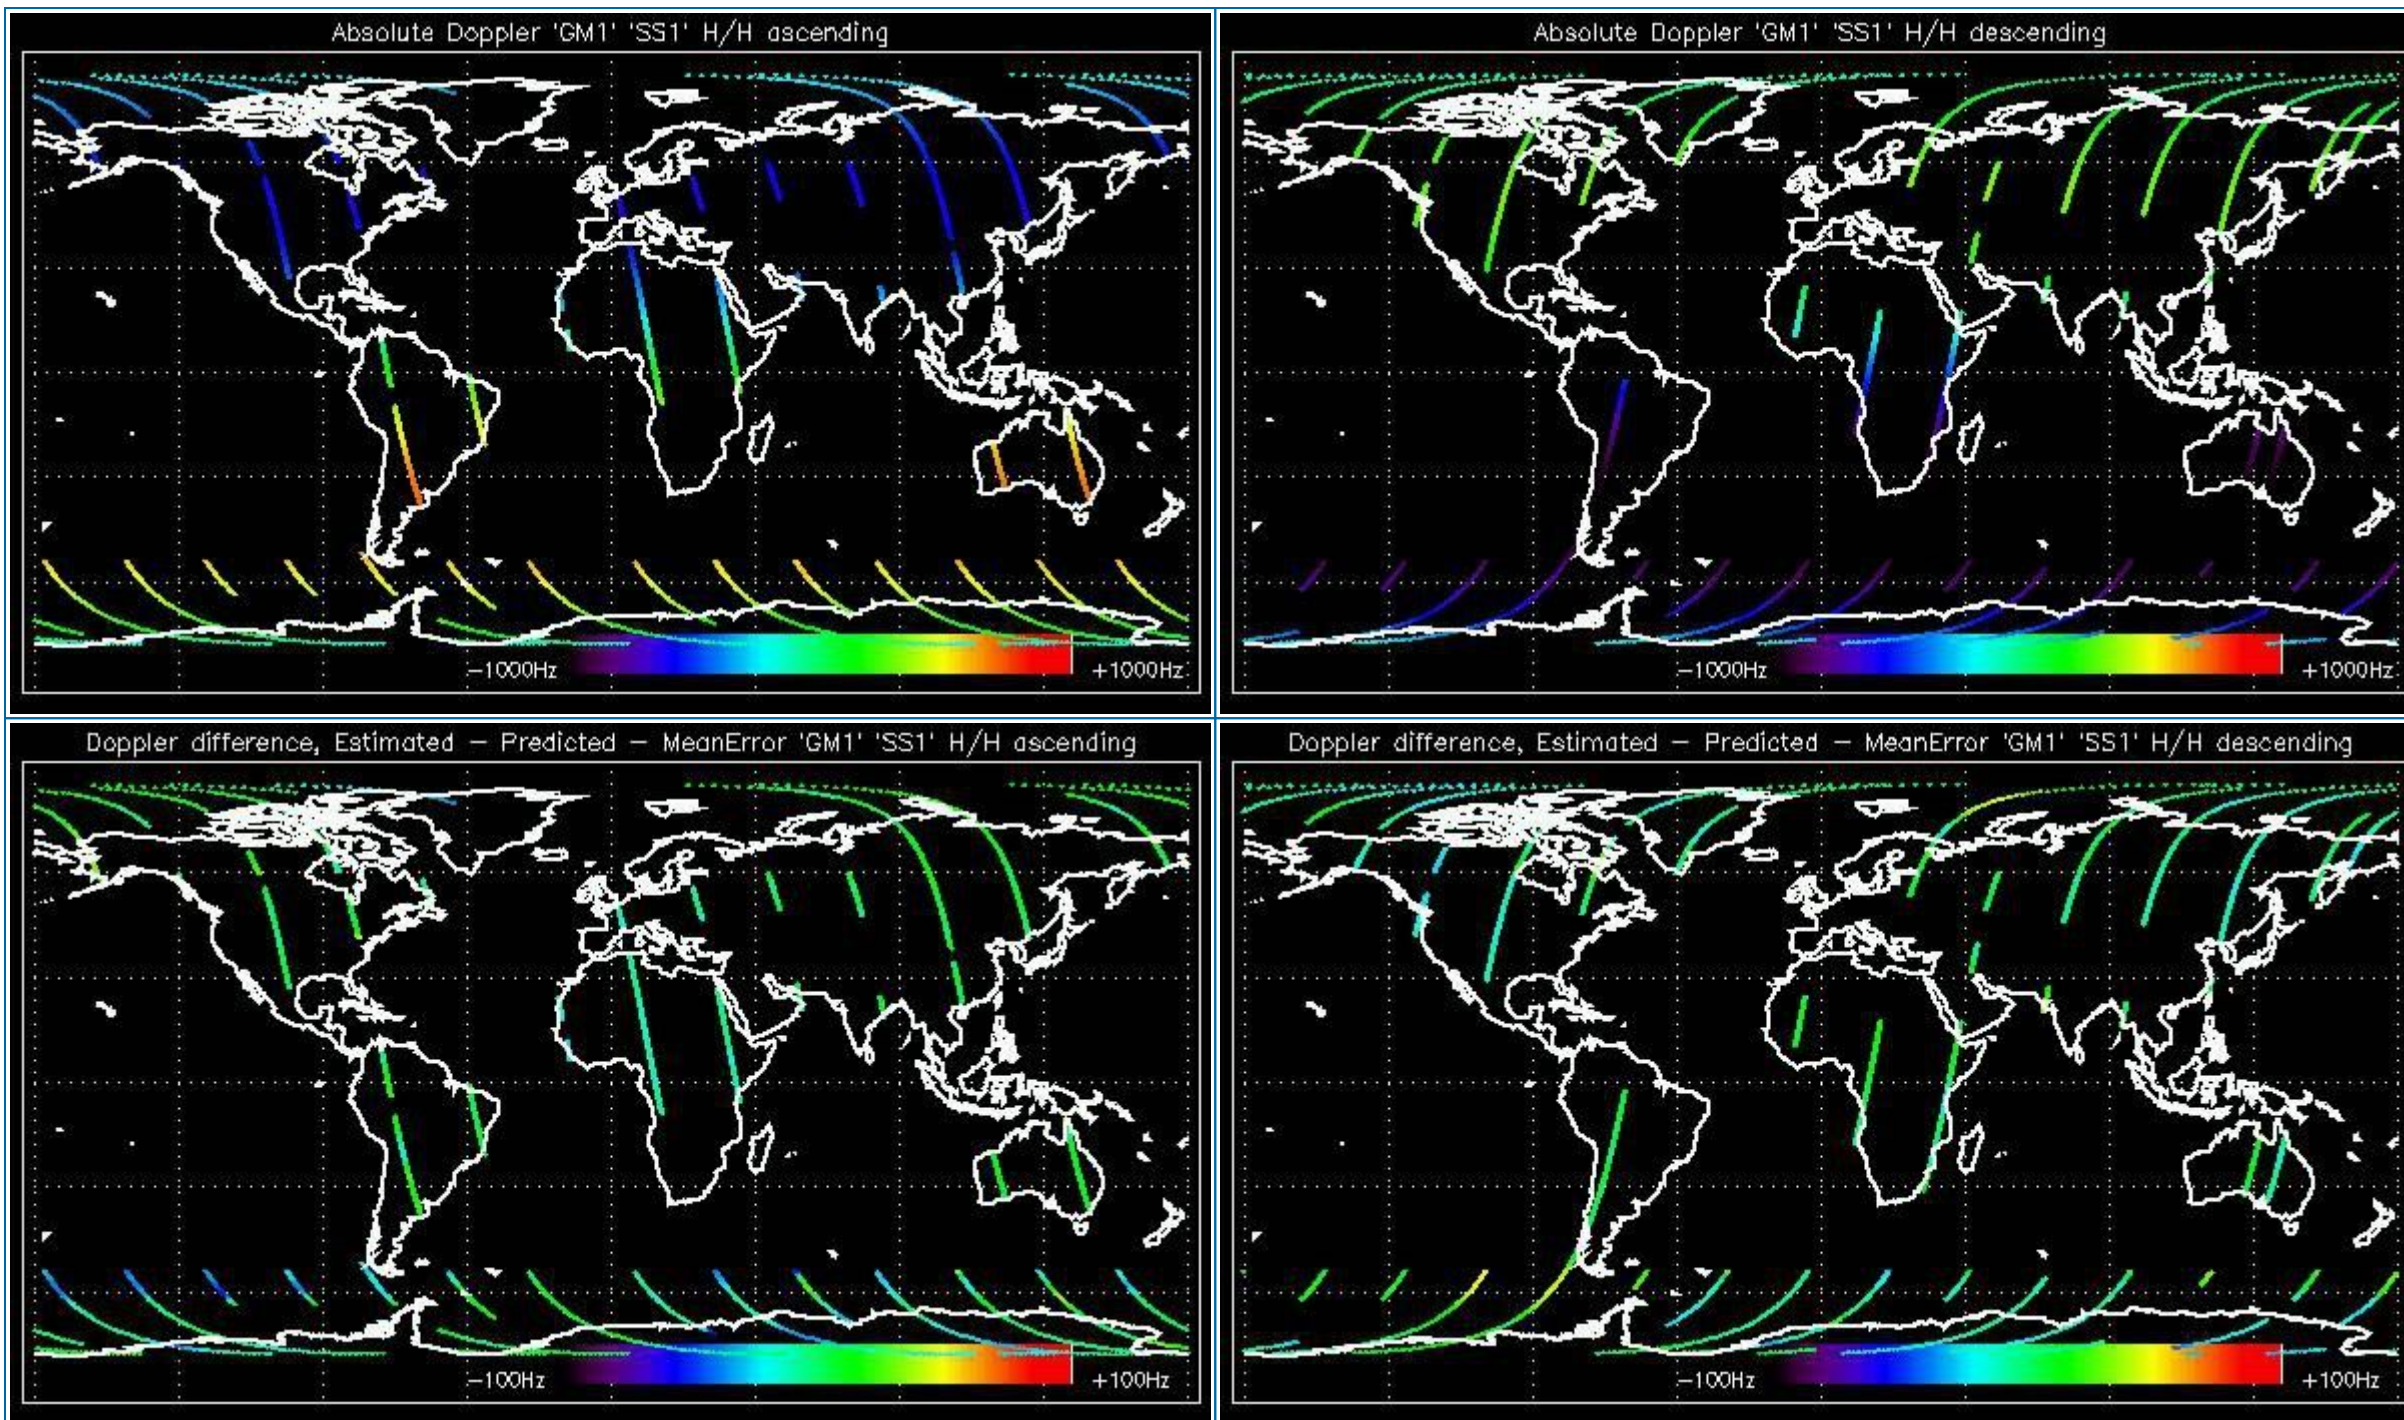 Absolute Doppler 'GM1' 'SS1' H/H ascending
−1000Hz
+1000Hz
Absolute Doppler 'GM1' 'SS1' H/H descending
−1000Hz
+1000Hz
Doppler difference, Estimated − Predicted − MeanError 'GM1' 'SS1' H/H ascending
−100Hz
+100Hz
Doppler difference, Estimated − Predicted − MeanError 'GM1' 'SS1' H/H descending
−100Hz
+100Hz